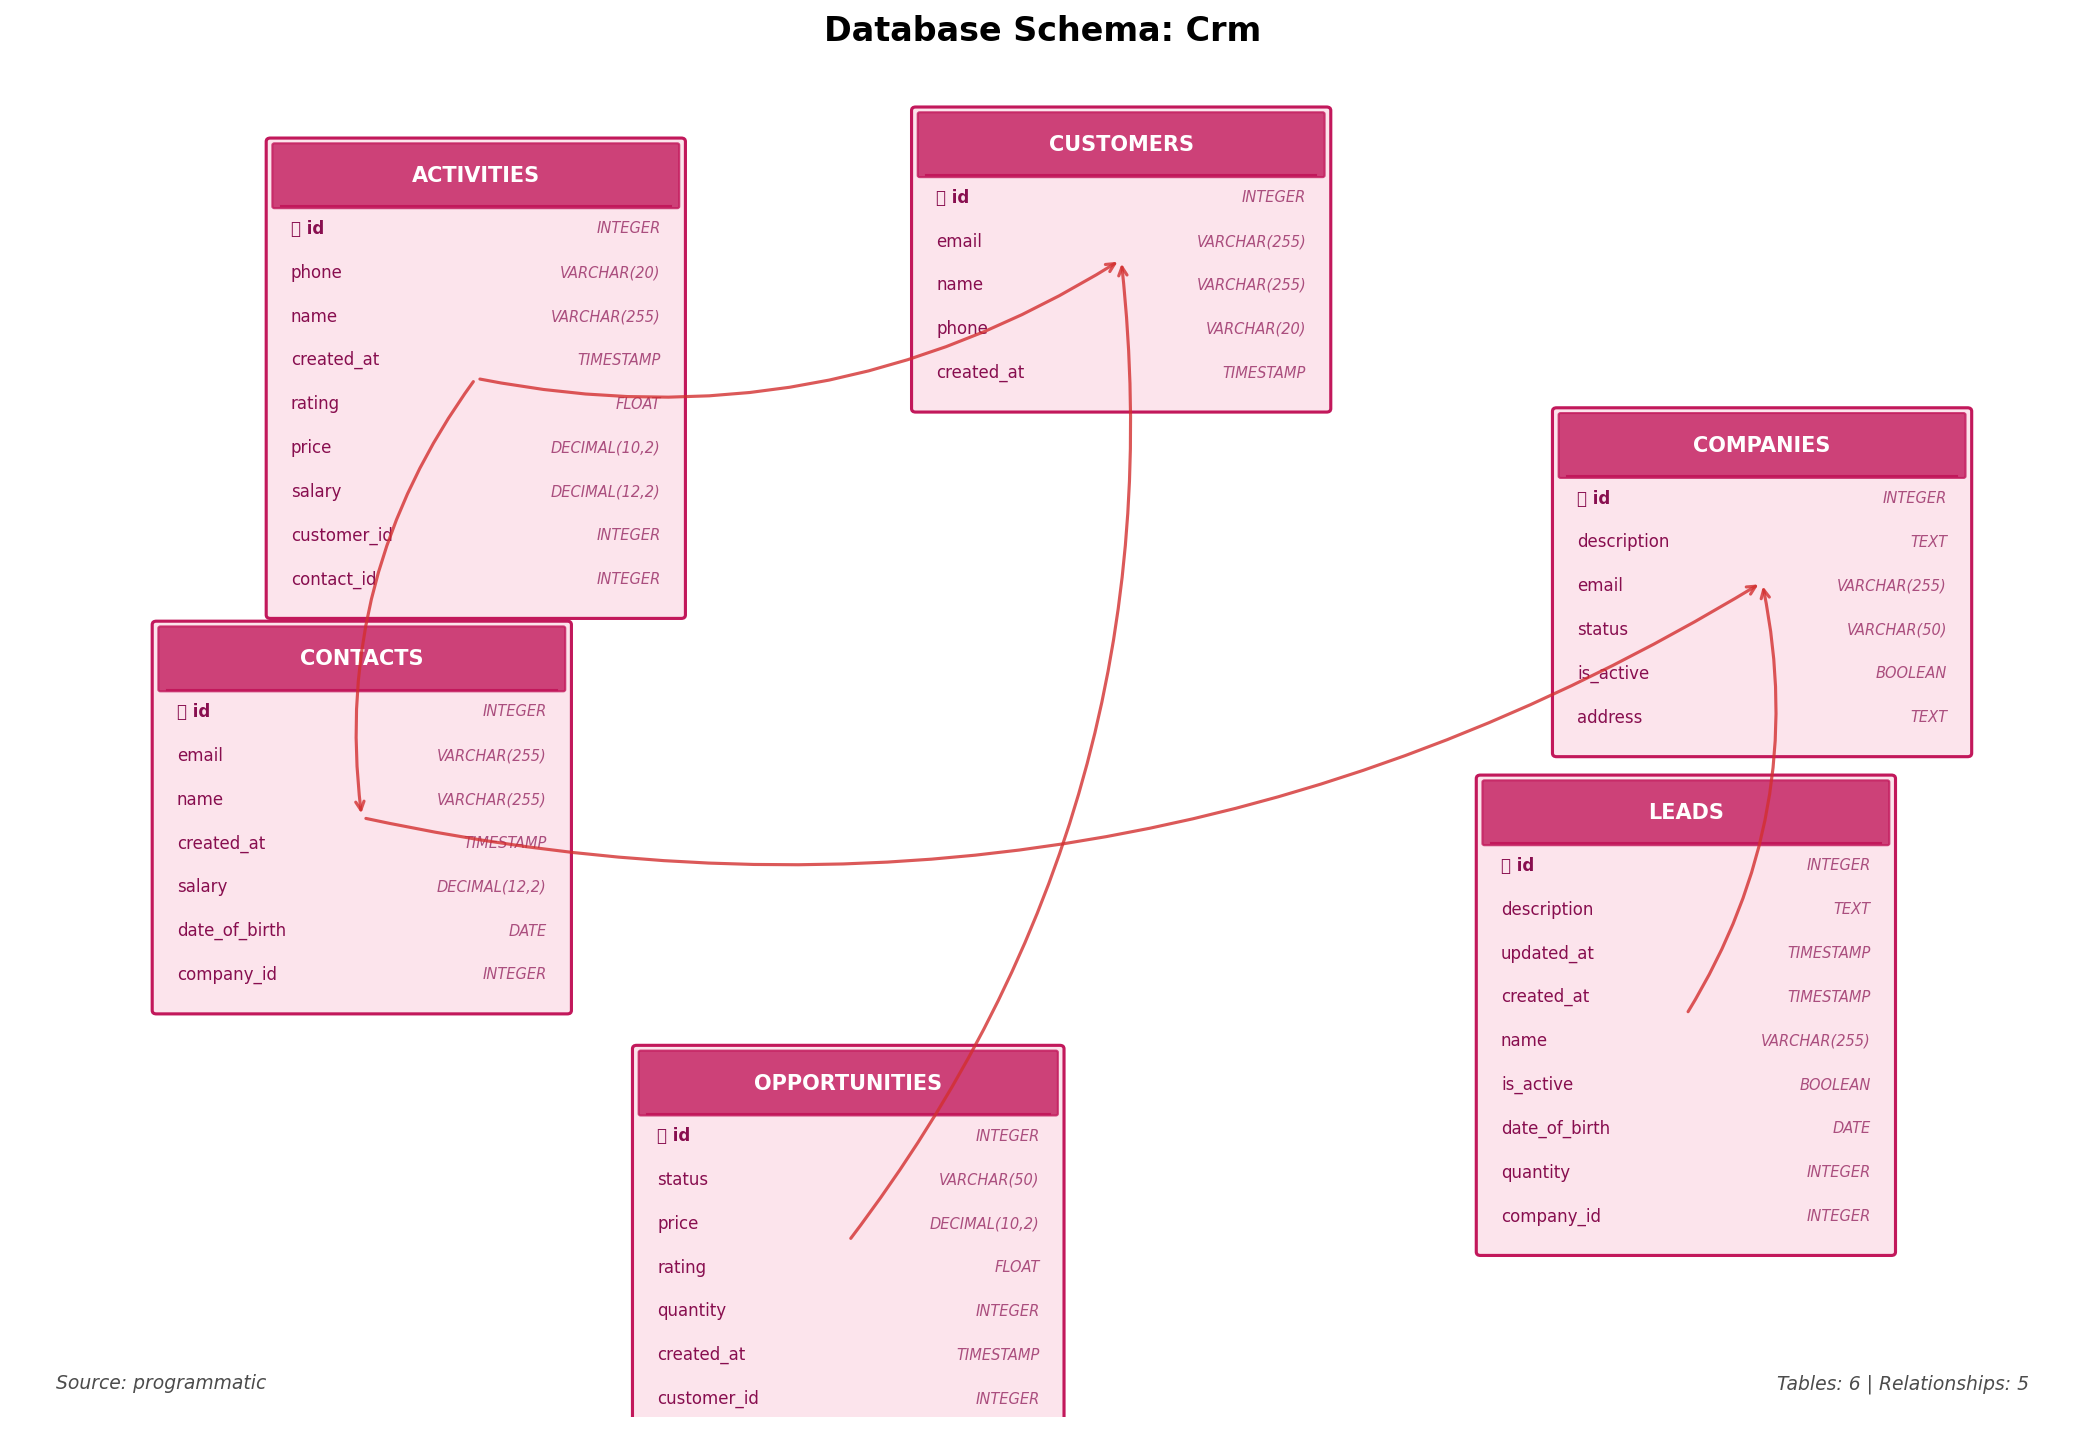 Database Schema: Crm
ACTIVITIES
id INTEGER
phone VARCHAR(20)
name VARCHAR(255)
created_at TIMESTAMP
rating FLOAT
price DECIMAL(10,2)
salary DECIMAL(12,2)
customer_id INTEGER
contact_id INTEGER
CUSTOMERS
id INTEGER
email VARCHAR(255)
name VARCHAR(255)
phone VARCHAR(20)
created_at TIMESTAMP
COMPANIES
id INTEGER
description TEXT
email VARCHAR(255)
status VARCHAR(50)
is_active BOOLEAN
address TEXT
CONTACTS
id INTEGER
email VARCHAR(255)
name VARCHAR(255)
created_at TIMESTAMP
salary DECIMAL(12,2)
date_of_birth DATE
company_id INTEGER
LEADS
id INTEGER
description TEXT
updated_at TIMESTAMP
created_at TIMESTAMP
name VARCHAR(255)
is_active BOOLEAN
date_of_birth DATE
quantity INTEGER
company_id INTEGER
OPPORTUNITIES
id INTEGER
status VARCHAR(50)
price DECIMAL(10,2)
rating FLOAT
quantity INTEGER
created_at TIMESTAMP
customer_id INTEGER
Source: programmatic
Tables: 6 | Relationships: 5